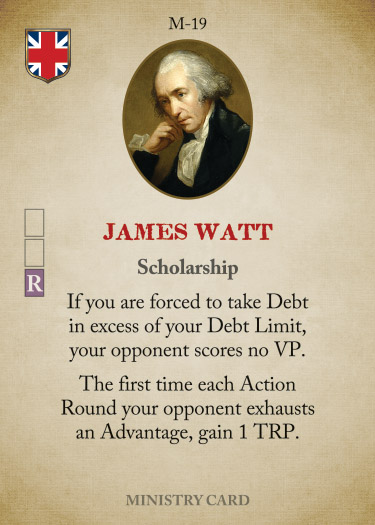 M-19
JAMES WATT
Scholarship
R
If you are forced to take Debt
in excess of your Debt Limit,
your opponent scores no VP.
The first time each Action
Round your opponent exhausts
an Advantage, gain 1 TRP.
MINISTRY CARD